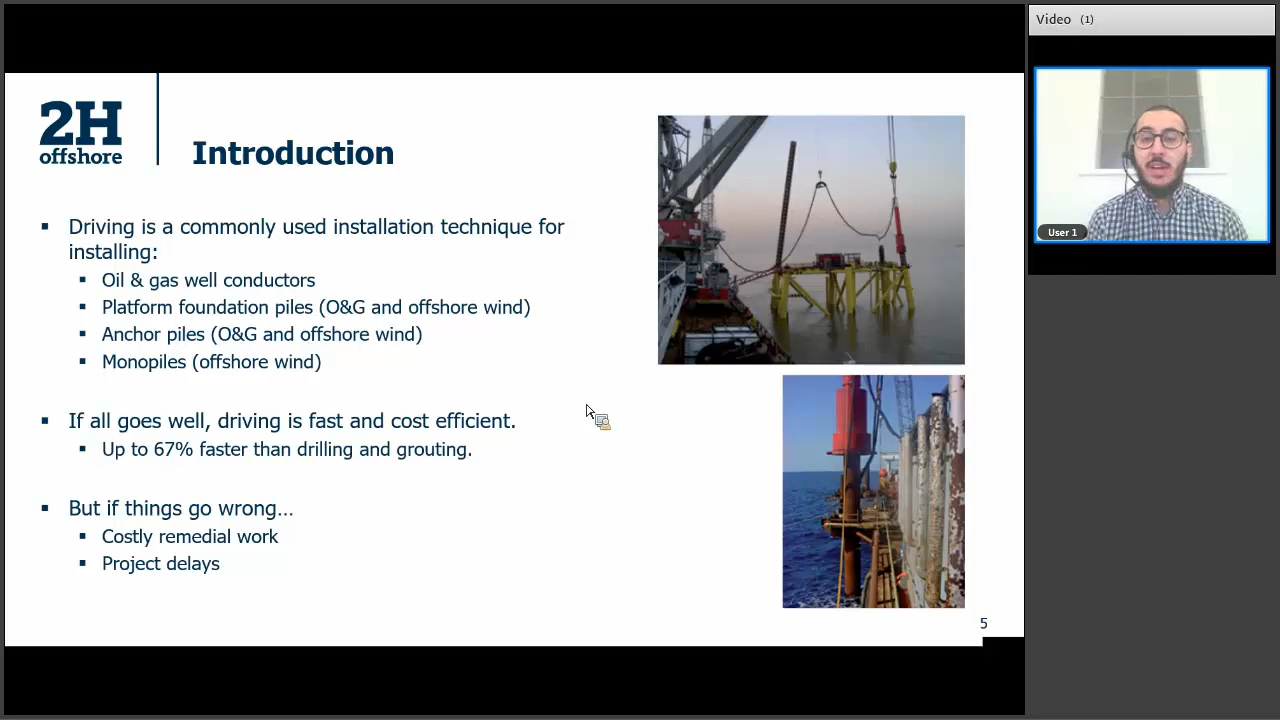 2H
offshore
Introduction
▪ Driving is a commonly used installation technique for
installing:
▪ Oil & gas well conductors
▪ Platform foundation piles (O&G and offshore wind)
▪ Anchor piles (O&G and offshore wind)
▪ Monopiles (offshore wind)
▪ If all goes well, driving is fast and cost efficient.
▪ Up to 67% faster than drilling and grouting.
▪ But if things go wrong…
▪ Costly remedial work
▪ Project delays
5
Video (1)
User 1